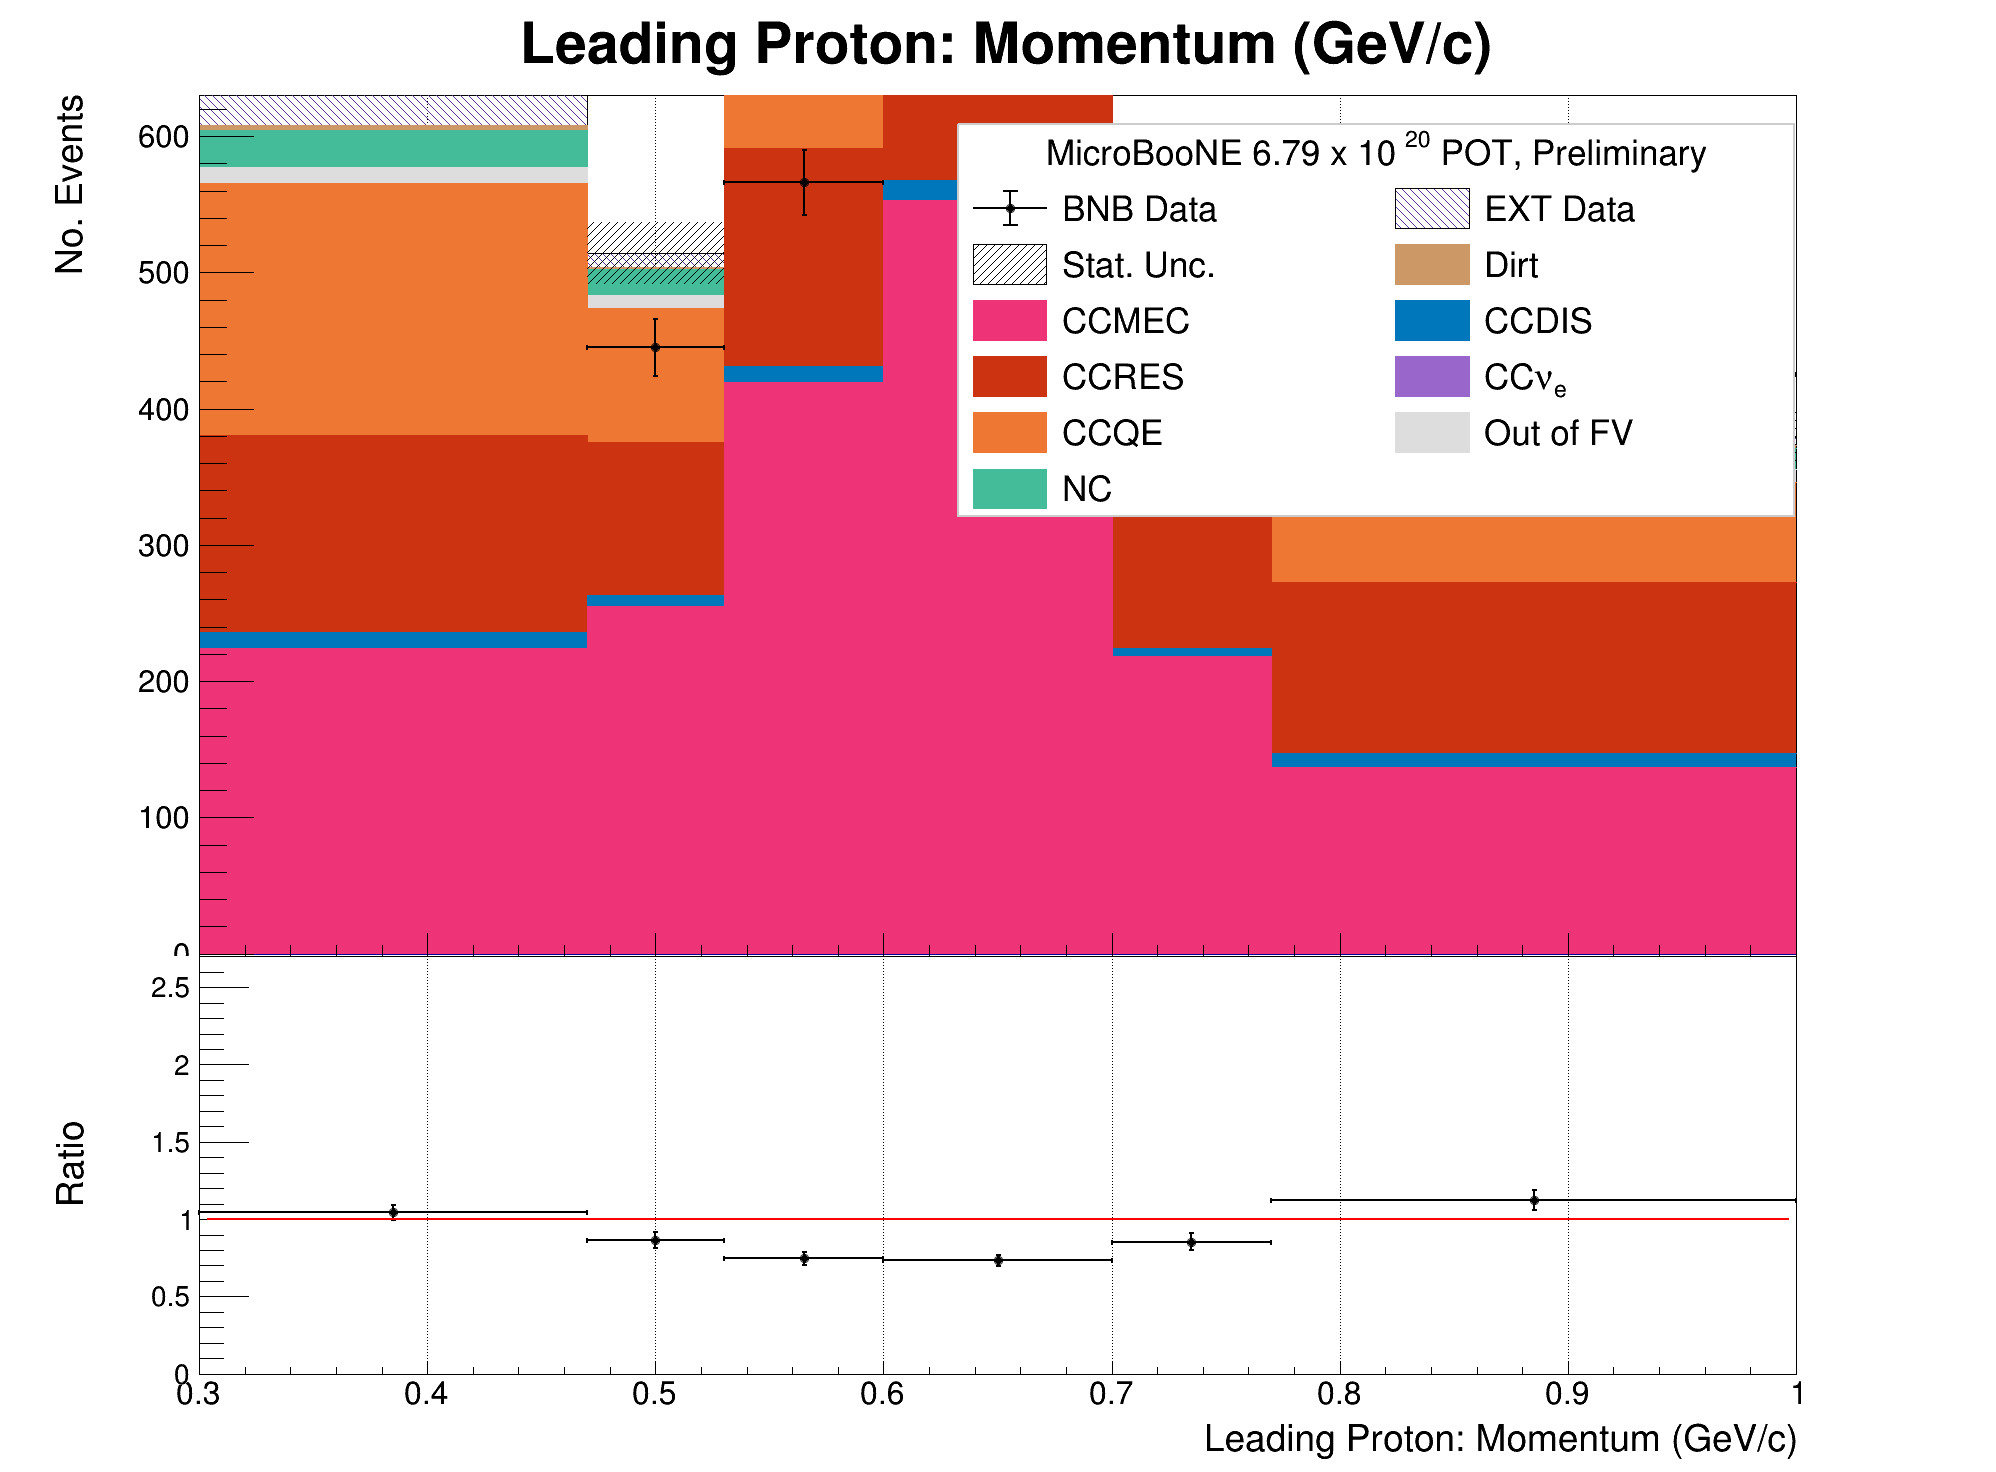 Leading Proton: Momentum (GeV/c)
No. Events
600
500
400
300
200
100
0
MicroBooNE 6.79 x 10 20 POT, Preliminary
BNB Data
EXT Data
Stat. Unc.
Dirt
CCMEC
CCDIS
CCRES
CCνe
CCQE
Out of FV
NC
Ratio
2.5
2
1.5
1
0.5
0
0.3 0.4 0.5 0.6 0.7 0.8 0.9 1
Leading Proton: Momentum (GeV/c)